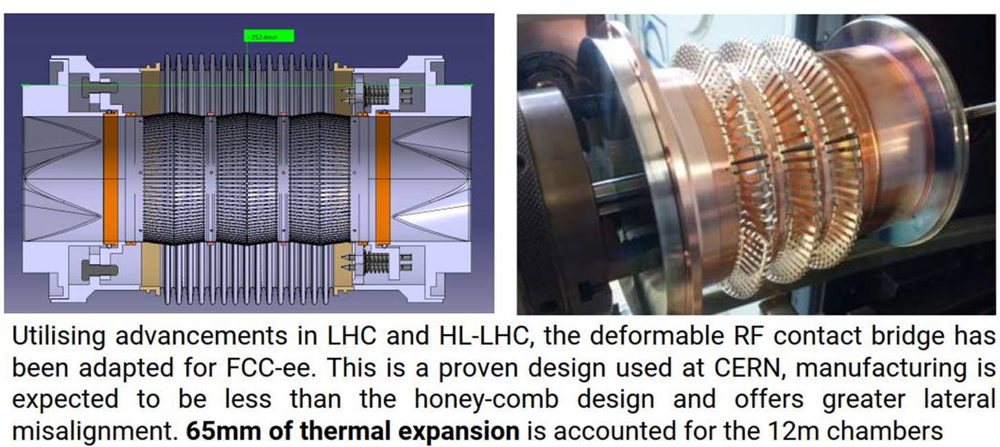 ~252.4mm
Utilising advancements in LHC and HL-LHC, the deformable RF contact bridge has
been adapted for FCC-ee. This is a proven design used at CERN, manufacturing is
expected to be less than the honey-comb design and offers greater lateral
misalignment. 65mm of thermal expansion is accounted for the 12m chambers